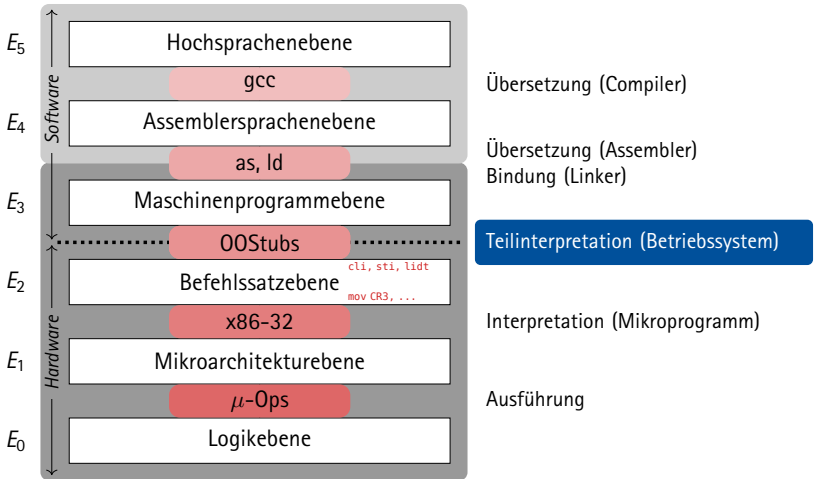 E5
Hochsprachenebene
gcc
Übersetzung (Compiler)
E4
Assemblersprachenebene
Software
as, ld
Übersetzung (Assembler)
Bindung (Linker)
E3
Maschinenprogrammebene
OOStubs
Teilinterpretation (Betriebssystem)
E2
Befehlssatzebene
cli, sti, lidt
mov CR3, ...
x86-32
Interpretation (Mikroprogramm)
E1
Mikroarchitekturebene
Hardware
μ-Ops
Ausführung
E0
Logikebene